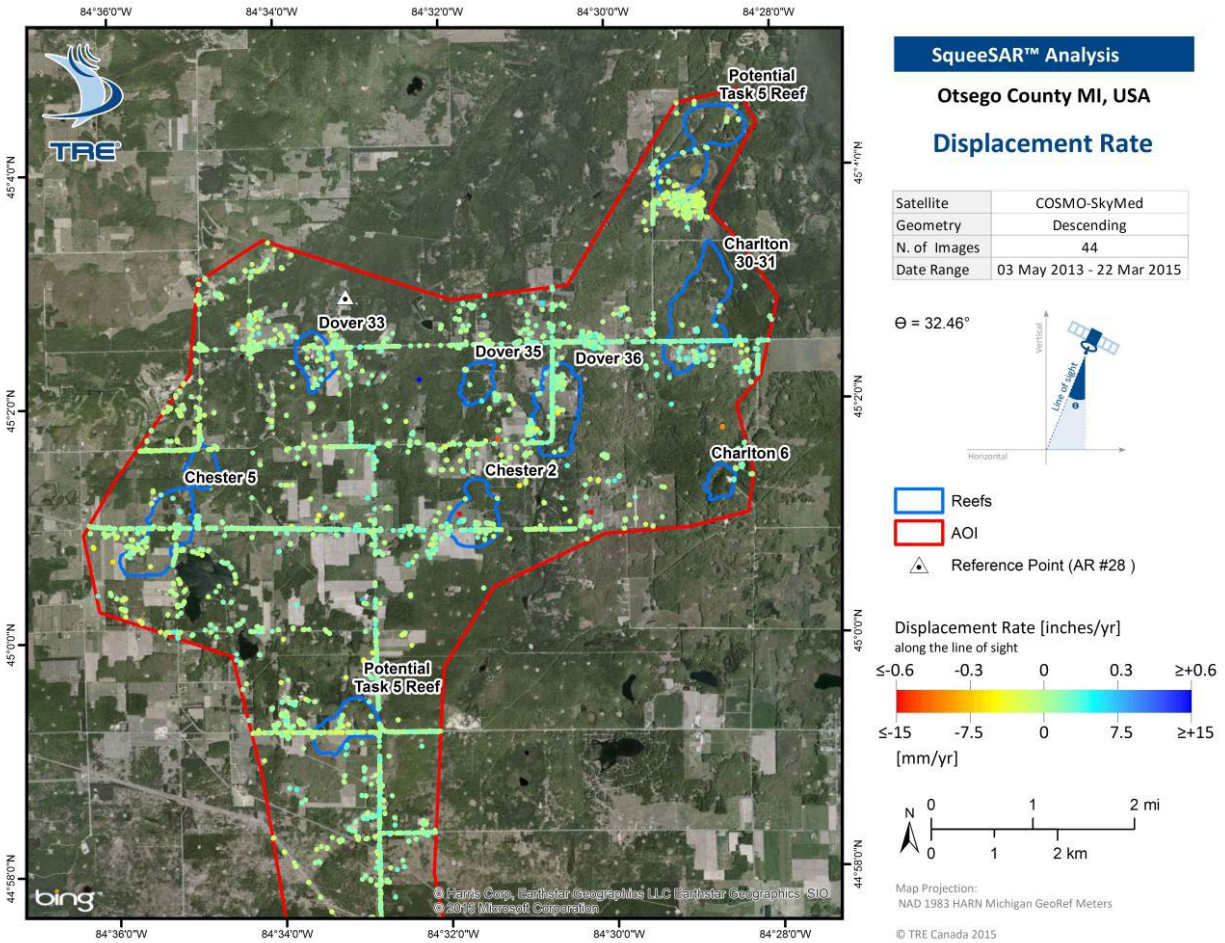 84°36'0"W 84°34'0"W 84°32'0"W 84°30'0"W 84°28'0"W
TRE®
45°4'0"N
45°4'0"N
45°2'0"N
45°2'0"N
45°0'0"N
45°0'0"N
44°58'0"N
44°58'0"N
Potential
Task 5 Reef
Charlton
30-31
Dover 33
Dover 35
Dover 36
Charlton 6
Chester 5
Chester 2
Potential
Task 5 Reef
bing™
© Harris Corp, Earthstar Geographics LLC Earthstar Geographics SIO
© 2015 Microsoft Corporation
84°36'0"W 84°34'0"W 84°32'0"W 84°30'0"W 84°28'0"W
SqueeSAR™ Analysis
Otsego County MI, USA
Displacement Rate
Satellite COSMO-SkyMed
Geometry Descending
N. of Images 44
Date Range 03 May 2013 - 22 Mar 2015
Ө = 32.46°
Vertical
Line of sight
Ө
Horizontal
Reefs
AOI
Reference Point (AR #28 )
Displacement Rate [inches/yr]
along the line of sight
≤-0.6 -0.3 0 0.3 ≥+0.6
≤-15 -7.5 0 7.5 ≥+15
[mm/yr]
N
0 1 2 mi
0 1 2 km
Map Projection:
NAD 1983 HARN Michigan GeoRef Meters
© TRE Canada 2015